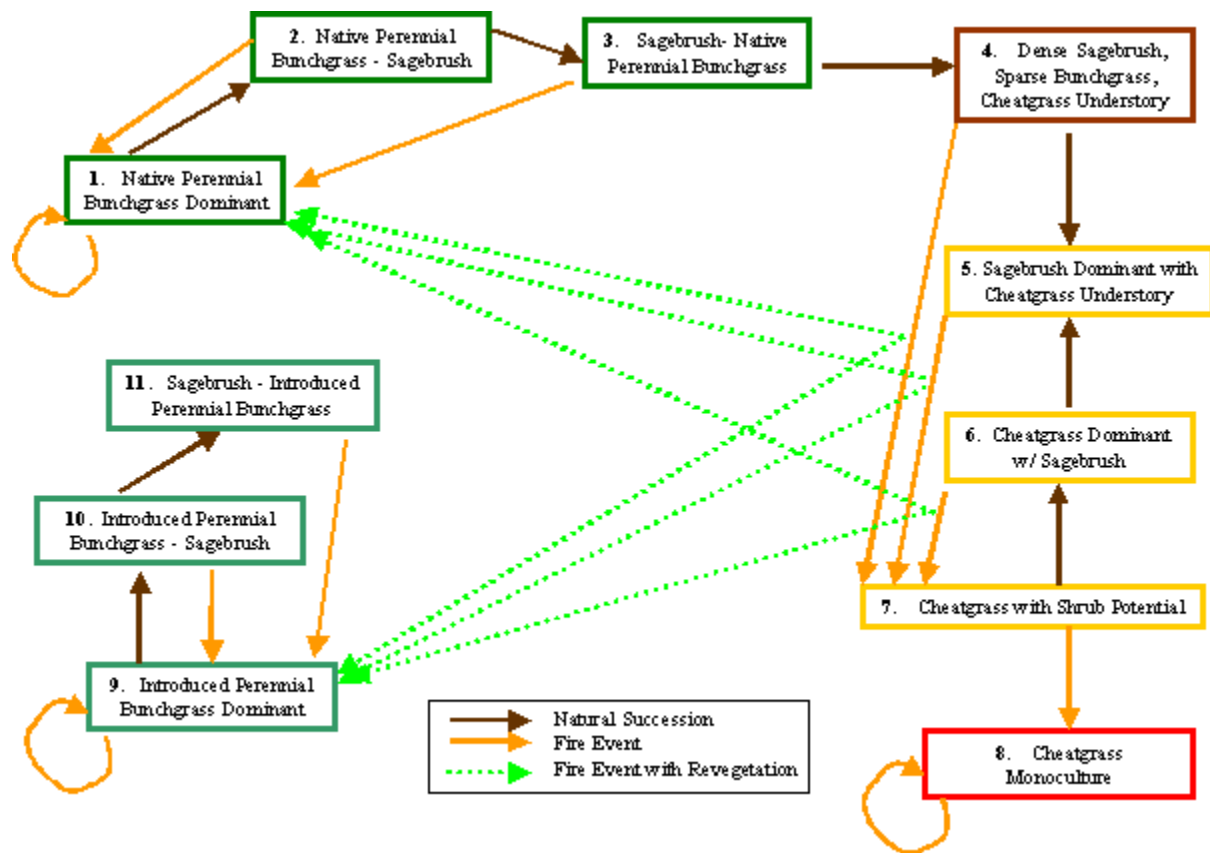 2. Native Perennial
Bunchgrass - Sagebrush
3. Sagebrush- Native
Perennial Bunchgrass
4. Dense Sagebrush,
Sparse Bunchgrass,
Cheatgrass Understory
1. Native Perennial
Bunchgrass Dominant
5. Sagebrush Dominant with
Cheatgrass Understory
11. Sagebrush - Introduced
Perennial Bunchgrass
6. Cheatgrass Dominant
w/ Sagebrush
10. Introduced Perennial
Bunchgrass - Sagebrush
7. Cheatgrass with Shrub Potential
9. Introduced Perennial
Bunchgrass Dominant
Natural Succession
Fire Event
Fire Event with Revegetation
8. Cheatgrass
Monoculture